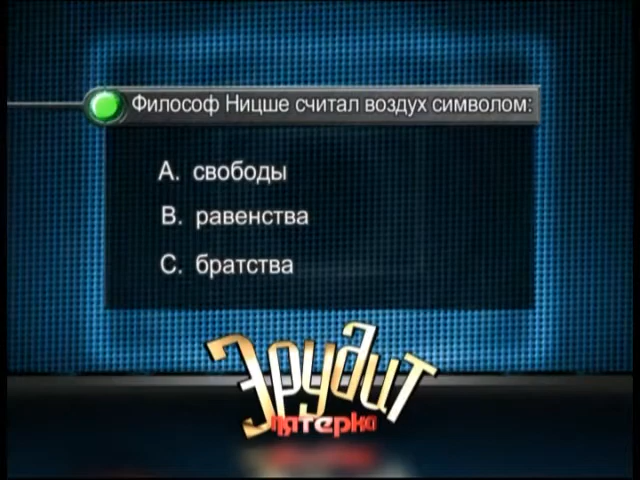 Философ Ницше считал воздух символом:
A. свободы
B. равенства
C. братства
Эрудит
пятерка